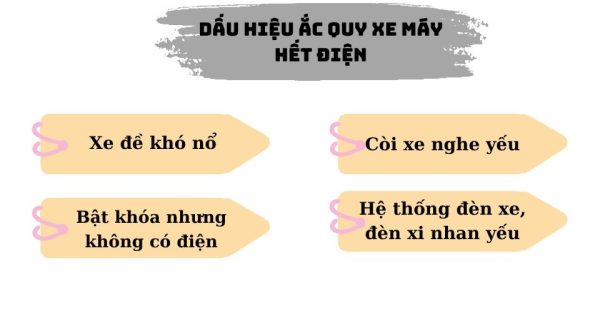 DẤU HIỆU ẮC QUY XE MÁY
HẾT ĐIỆN
Xe đề khó nổ
Còi xe nghe yếu
Bật khóa nhưng
không có điện
Hệ thống đèn xe,
đèn xi nhan yếu